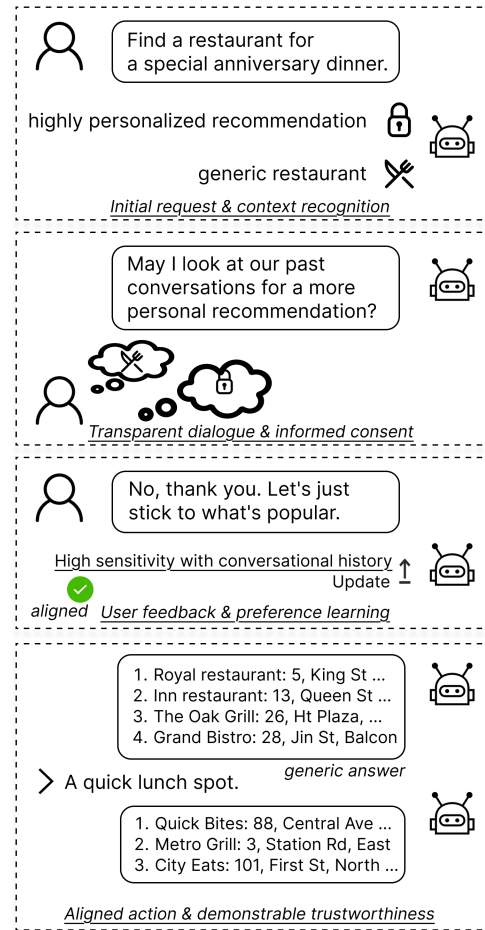 Find a restaurant for
a special anniversary dinner.
highly personalized recommendation
generic restaurant
Initial request & context recognition
May I look at our past
conversations for a more
personal recommendation?
Transparent dialogue & informed consent
No, thank you. Let's just
stick to what's popular.
High sensitivity with conversational history
Update
aligned User feedback & preference learning
1. Royal restaurant: 5, King St ...
2. Inn restaurant: 13, Queen St ...
3. The Oak Grill: 26, Ht Plaza, ...
4. Grand Bistro: 28, Jin St, Balcon
generic answer
A quick lunch spot.
1. Quick Bites: 88, Central Ave ...
2. Metro Grill: 3, Station Rd, East
3. City Eats: 101, First St, North ...
Aligned action & demonstrable trustworthiness